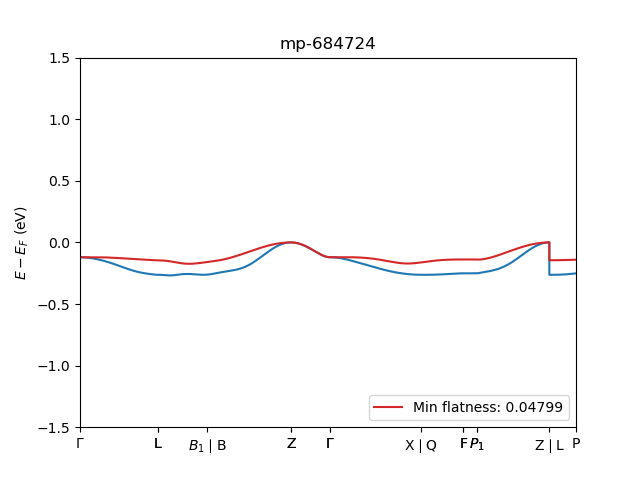 mp-684724
1.5
1.0
0.5
0.0
−0.5
−1.0
−1.5
E − E_F (eV)
Min flatness: 0.04799
Γ L B₁ | B Z Γ X | Q F P₁ Z | L P